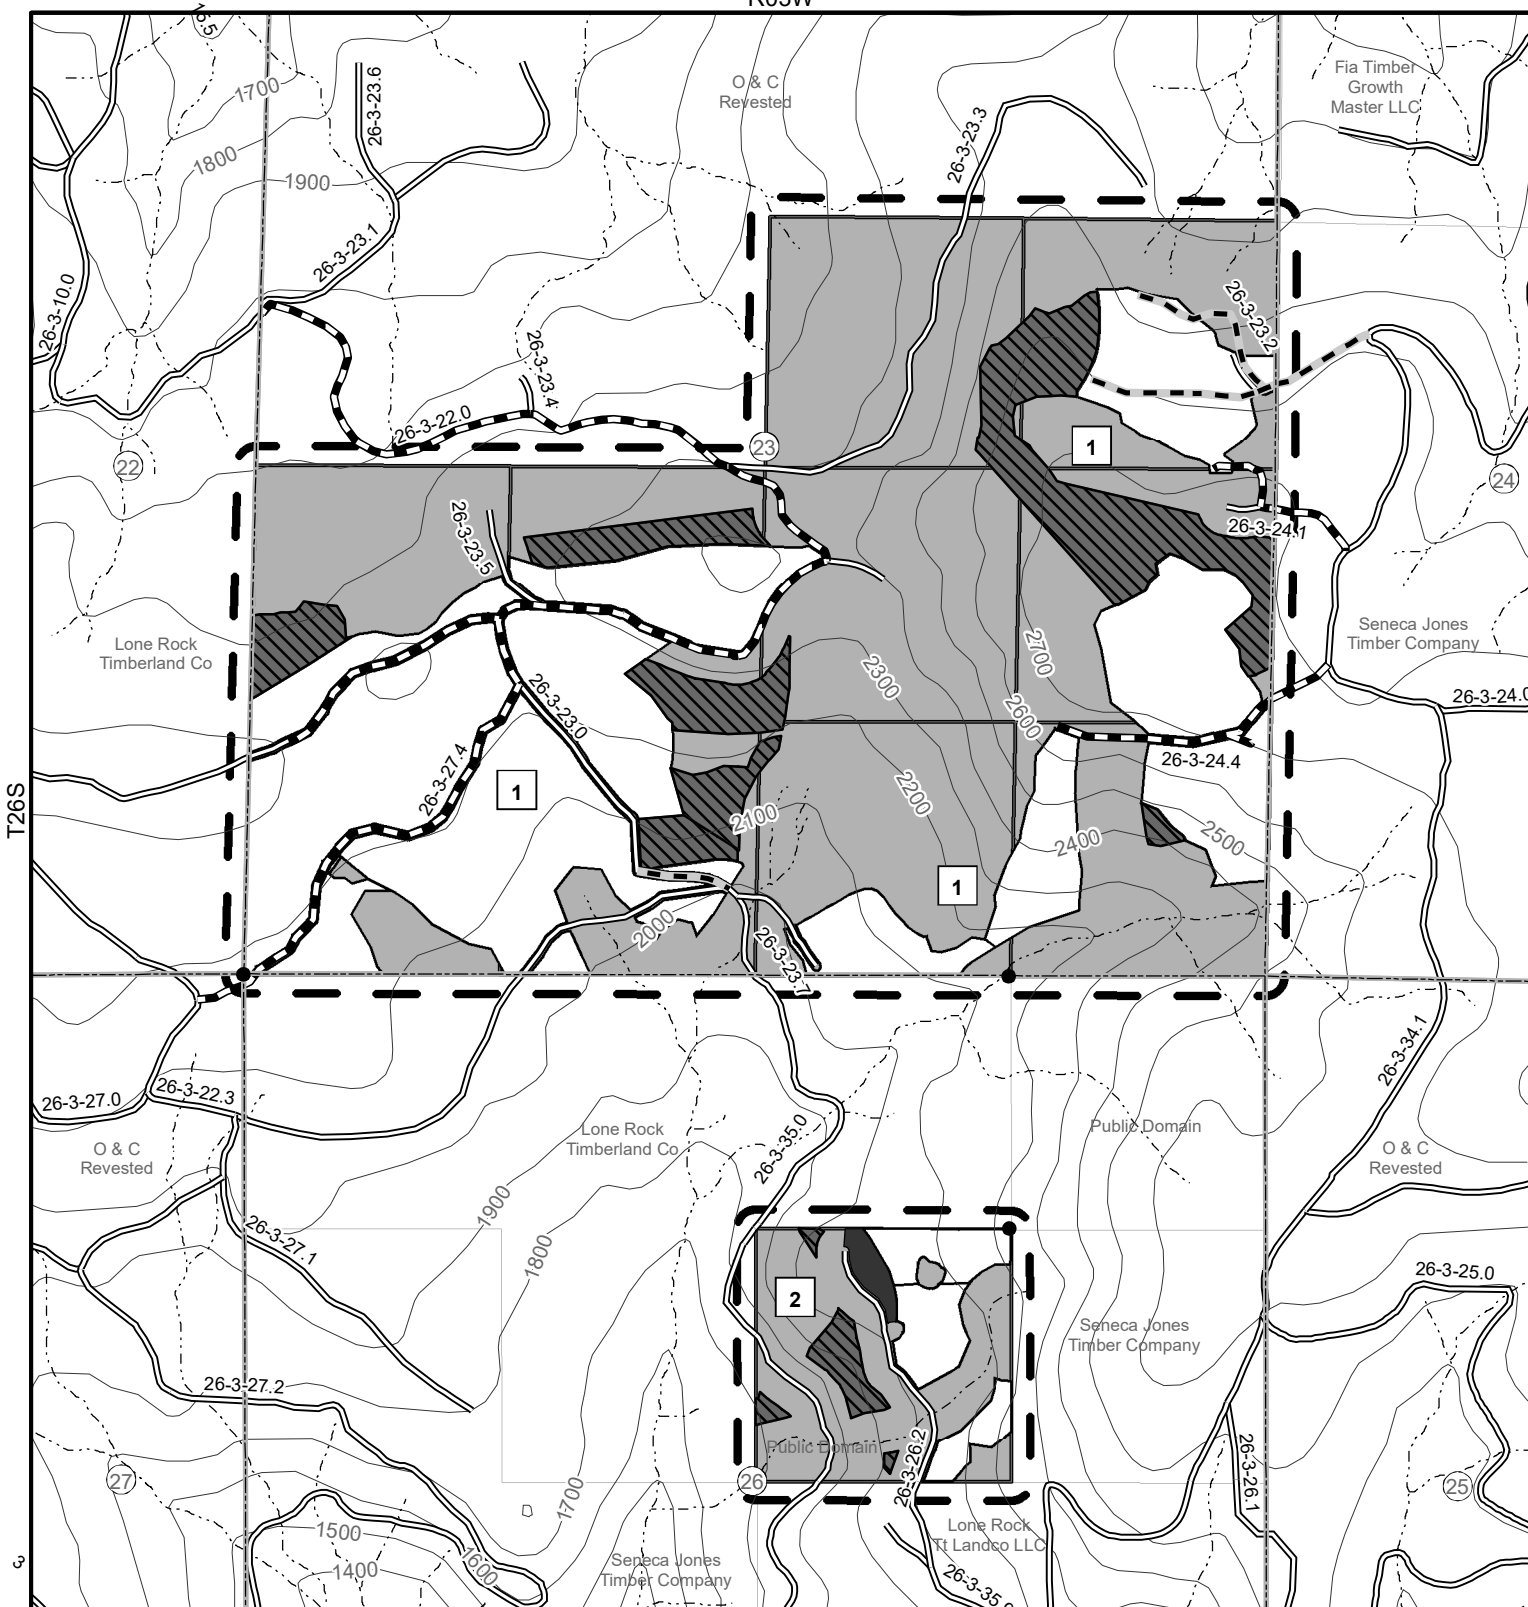 16.5
1700
26-3-23.6
O & C
Revested
26-3-23.3
Fia Timber
Growth
Master LLC
1800
1900
26-3-23.1
26-3-10.0
26-3-23.2
26-3-23.4
26-3-22.0
22
23
1
24
26-3-23.5
26-3-24.1
Lone Rock
Timberland Co
Seneca Jones
Timber Company
2700
2300
2600
26-3-23.0
26-3-24.0
26-3-24.4
26-3-27.4
1
2200
2100
2400
2500
T26S
1
2000
26-3-23.7
26-3-34.1
26-3-27.0
26-3-22.3
Lone Rock
Timberland Co
26-3-35.0
Public Domain
O & C
Revested
O & C
Revested
1900
26-3-27.1
1800
26-3-25.0
2
Seneca Jones
Timber Company
26-3-27.2
Public Domain
26-3-26.2
26-3-26.1
27
26
25
1700
1500
1400
1600
Lone Rock
Tt Landco LLC
Seneca Jones
Timber Company
3